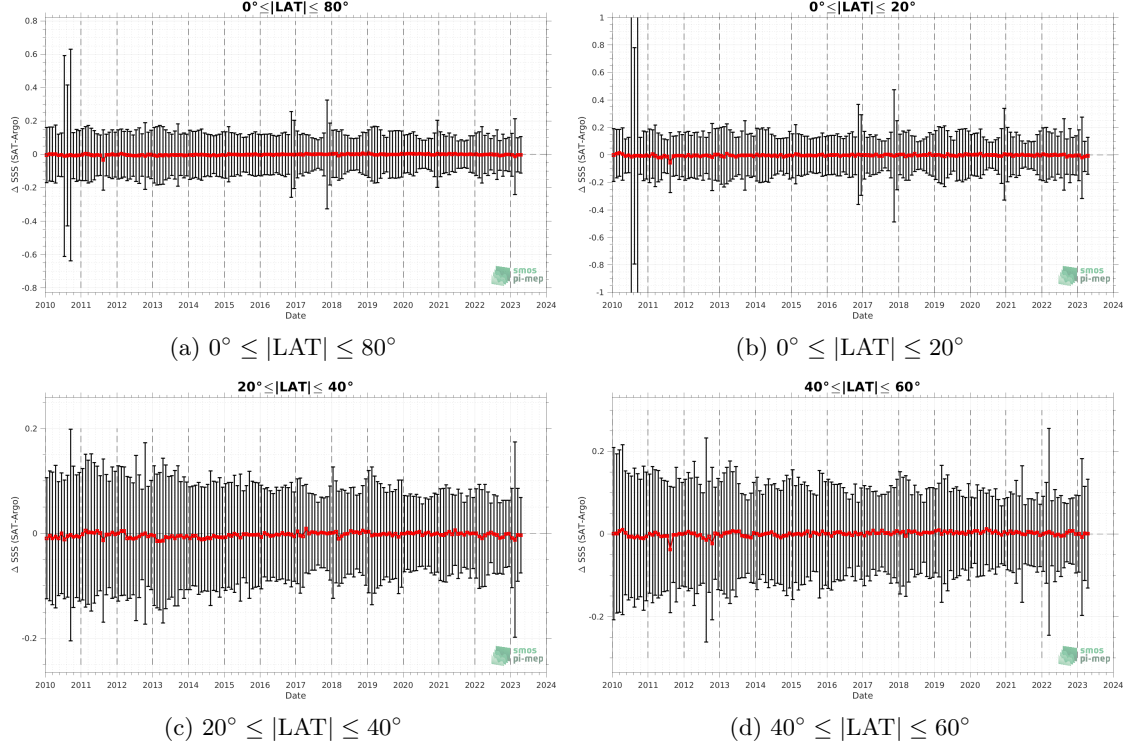 0°≤|LAT|≤ 80°
0.8
0.6
0.4
0.2
0
-0.2
-0.4
-0.6
-0.8
Δ SSS (SAT-Argo)
2010 2011 2012 2013 2014 2015 2016 2017 2018 2019 2020 2021 2022 2023 2024
Date
smos
pi-mep
(a) 0° ≤ |LAT| ≤ 80°
0°≤|LAT|≤ 20°
1
0.8
0.6
0.4
0.2
0
-0.2
-0.4
-0.6
-0.8
-1
Δ SSS (SAT-Argo)
2010 2011 2012 2013 2014 2015 2016 2017 2018 2019 2020 2021 2022 2023 2024
Date
smos
pi-mep
(b) 0° ≤ |LAT| ≤ 20°
20°≤|LAT|≤ 40°
0.2
0
-0.2
Δ SSS (SAT-Argo)
2010 2011 2012 2013 2014 2015 2016 2017 2018 2019 2020 2021 2022 2023 2024
Date
smos
pi-mep
(c) 20° ≤ |LAT| ≤ 40°
40°≤|LAT|≤ 60°
0.2
0
-0.2
Δ SSS (SAT-Argo)
2010 2011 2012 2013 2014 2015 2016 2017 2018 2019 2020 2021 2022 2023 2024
Date
smos
pi-mep
(d) 40° ≤ |LAT| ≤ 60°